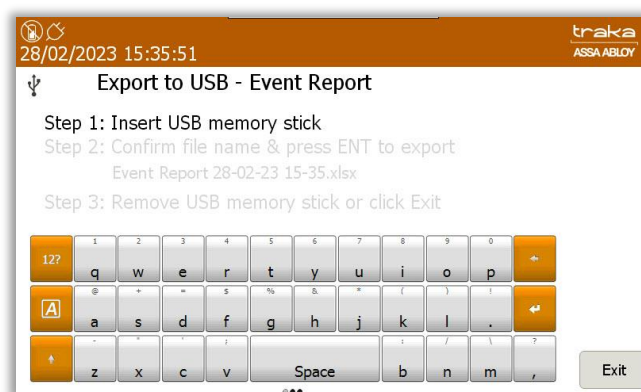 traka
28/02/2023 15:35:51
ASSA ABLOY
Export to USB - Event Report
Step 1: Insert USB memory stick
Step 2: Confirm file name & press ENT to export
Event Report 28-02-23 15-35.xlsx
Step 3: Remove USB memory stick or click Exit
1 2 3 4 5 6 7 8 9 0
12? q w e r t y u i o p
@ + = $ % & * ( ) !
A a s d f g h j k l .
- " ' ; : / \ ?
z x c v Space b n m ,
Exit